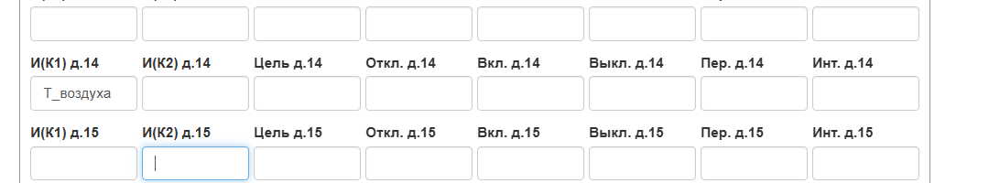 И(К1) д.14 И(К2) д.14 Цель д.14 Откл. д.14 Вкл. д.14 Выкл. д.14 Пер. д.14 Инт. д.14
Т_воздуха
И(К1) д.15 И(К2) д.15 Цель д.15 Откл. д.15 Вкл. д.15 Выкл. д.15 Пер. д.15 Инт. д.15